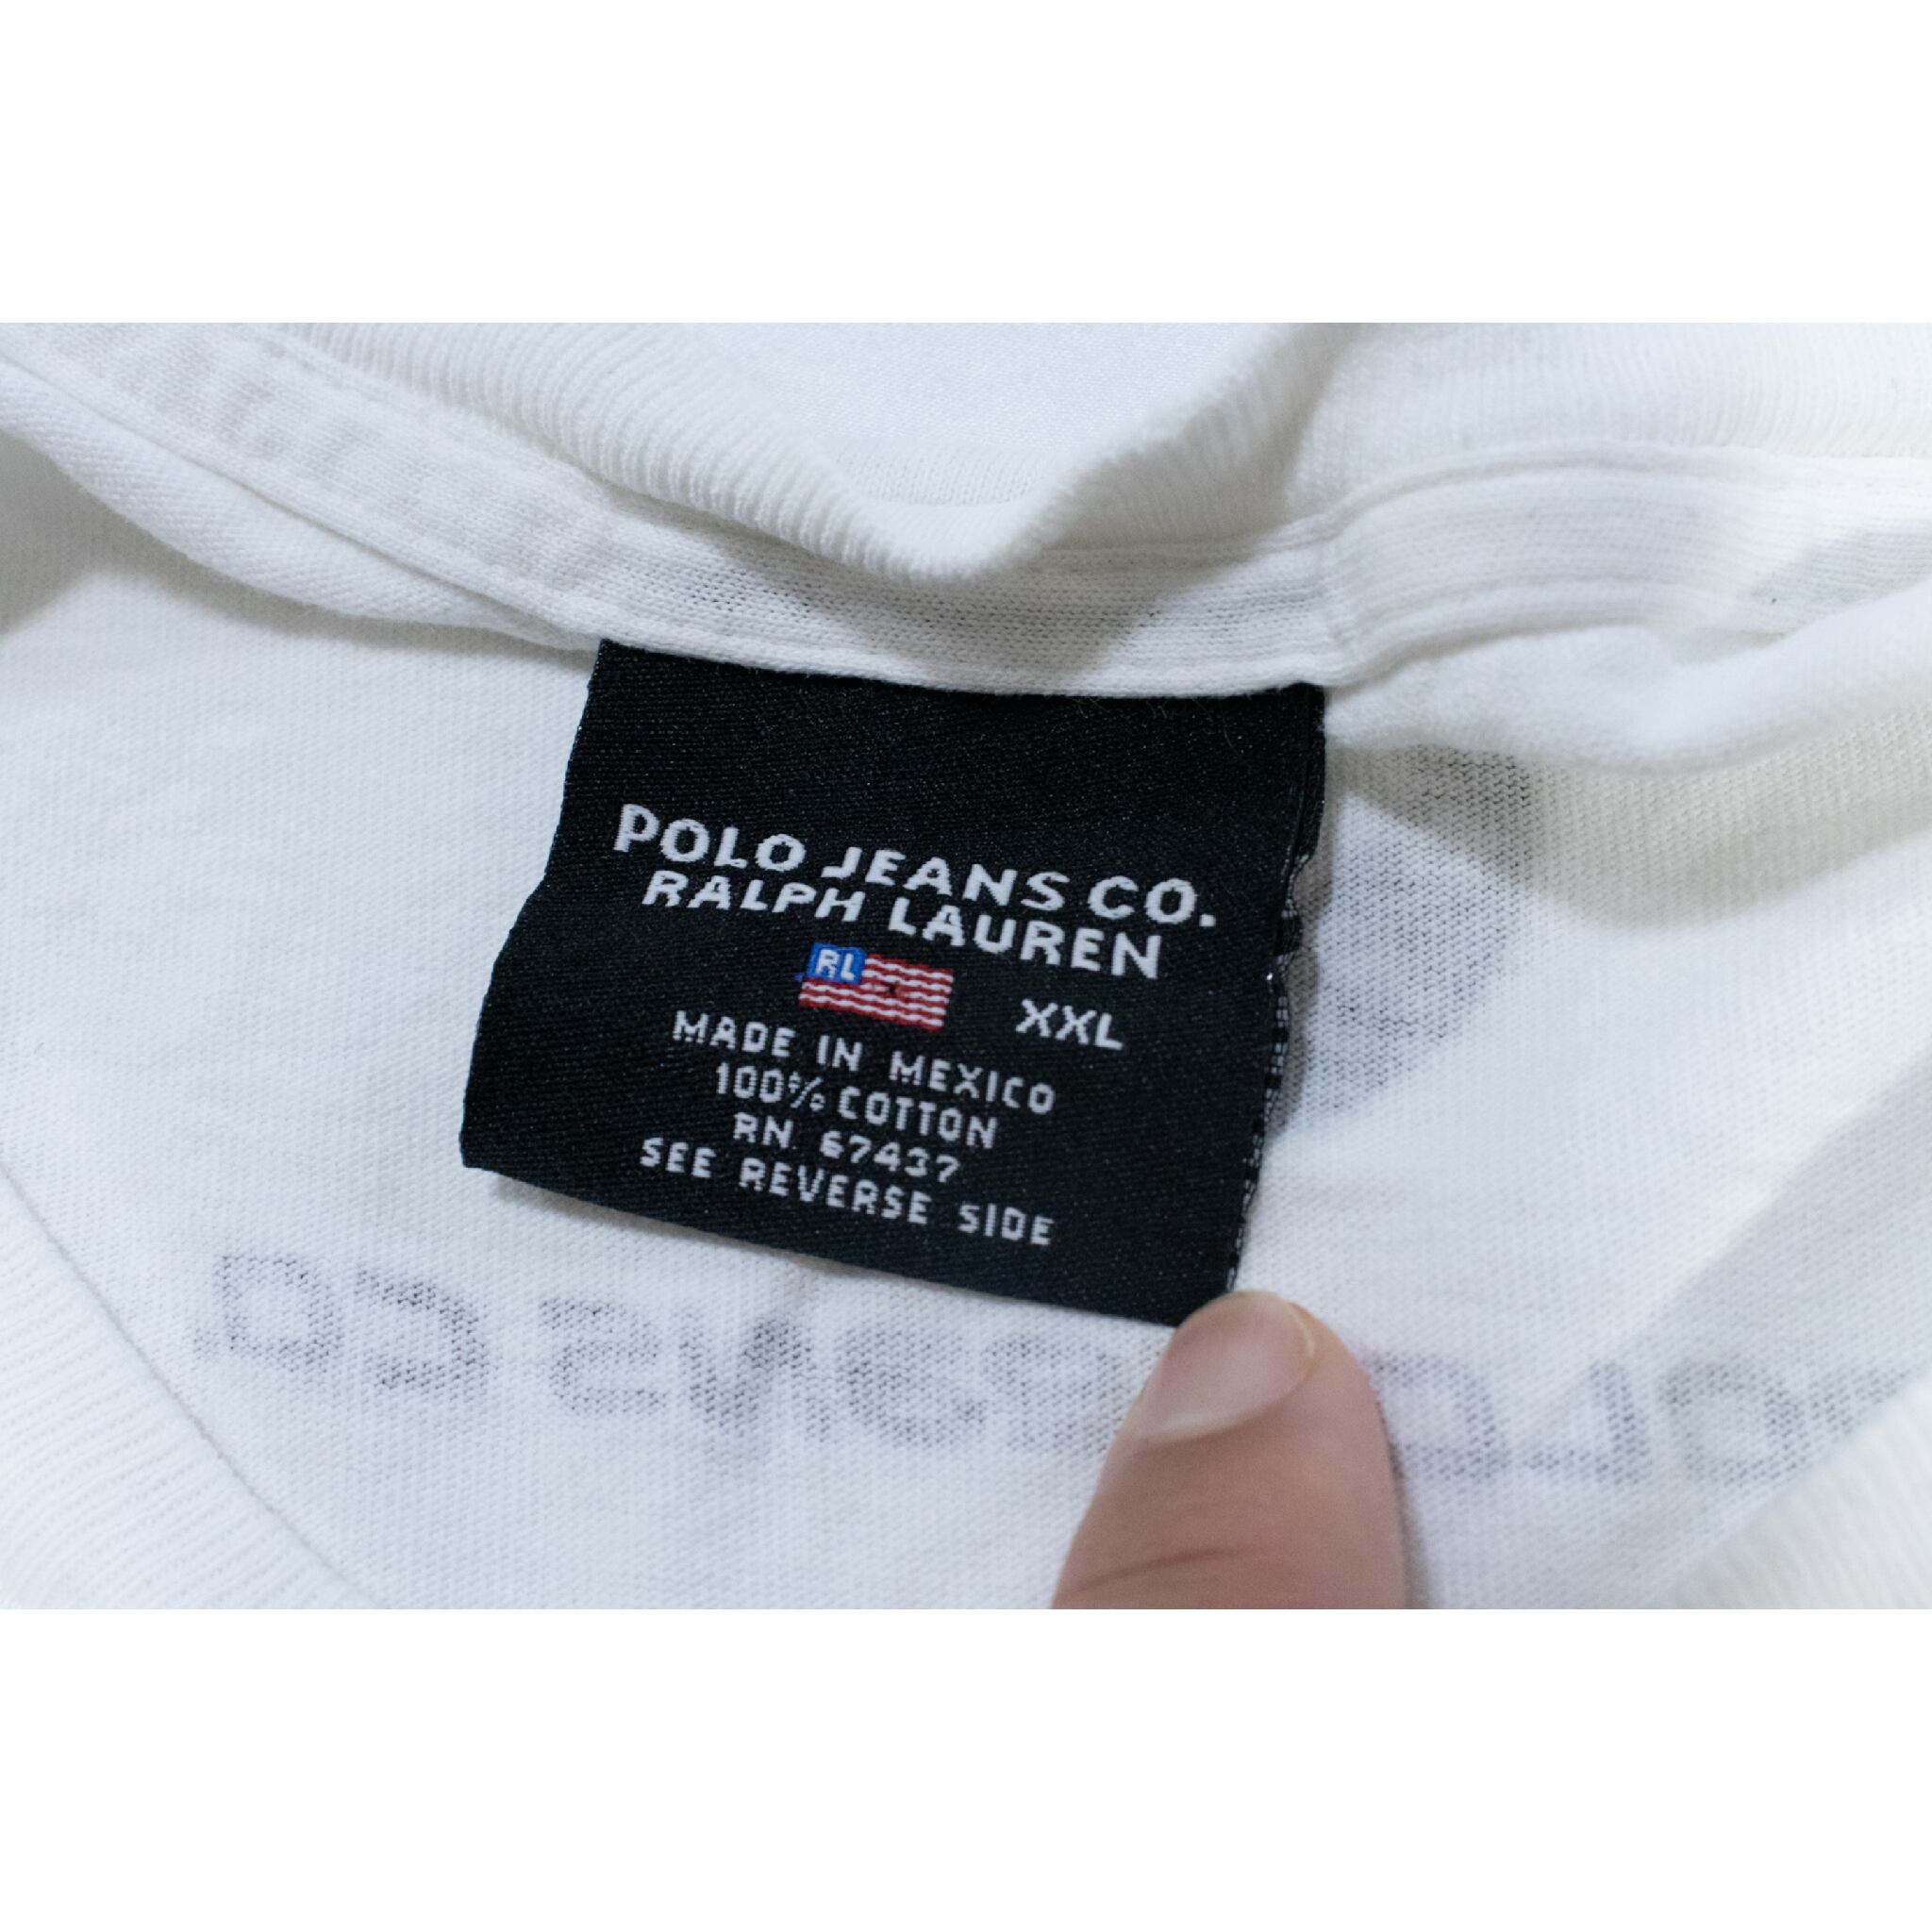 POLO JEANS CO.
RALPH LAUREN
RL
XXL
MADE IN MEXICO
100% COTTON
RN. 67437
SEE REVERSE SIDE